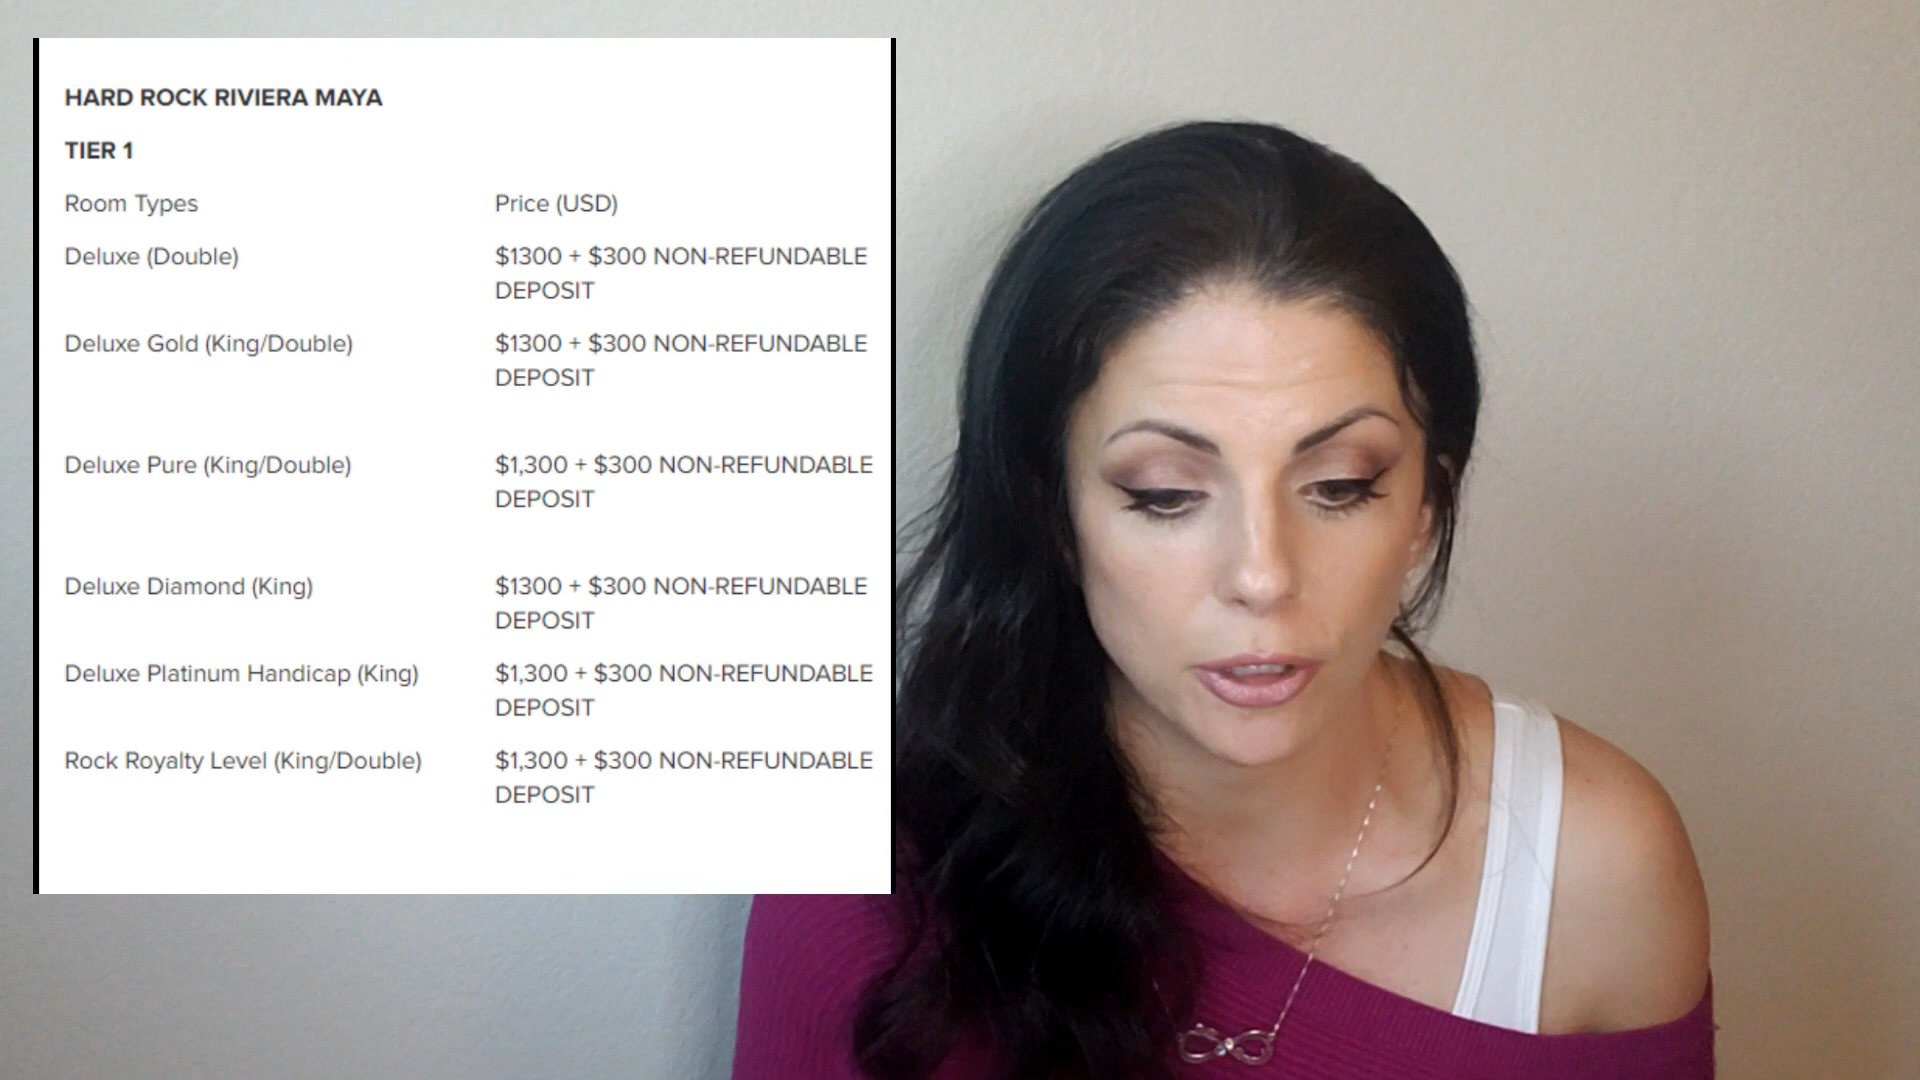 HARD ROCK RIVIERA MAYA
TIER 1
Room Types Price (USD)
Deluxe (Double) $1300 + $300 NON-REFUNDABLE
DEPOSIT
Deluxe Gold (King/Double) $1300 + $300 NON-REFUNDABLE
DEPOSIT
Deluxe Pure (King/Double) $1,300 + $300 NON-REFUNDABLE
DEPOSIT
Deluxe Diamond (King) $1300 + $300 NON-REFUNDABLE
DEPOSIT
Deluxe Platinum Handicap (King) $1,300 + $300 NON-REFUNDABLE
DEPOSIT
Rock Royalty Level (King/Double) $1,300 + $300 NON-REFUNDABLE
DEPOSIT